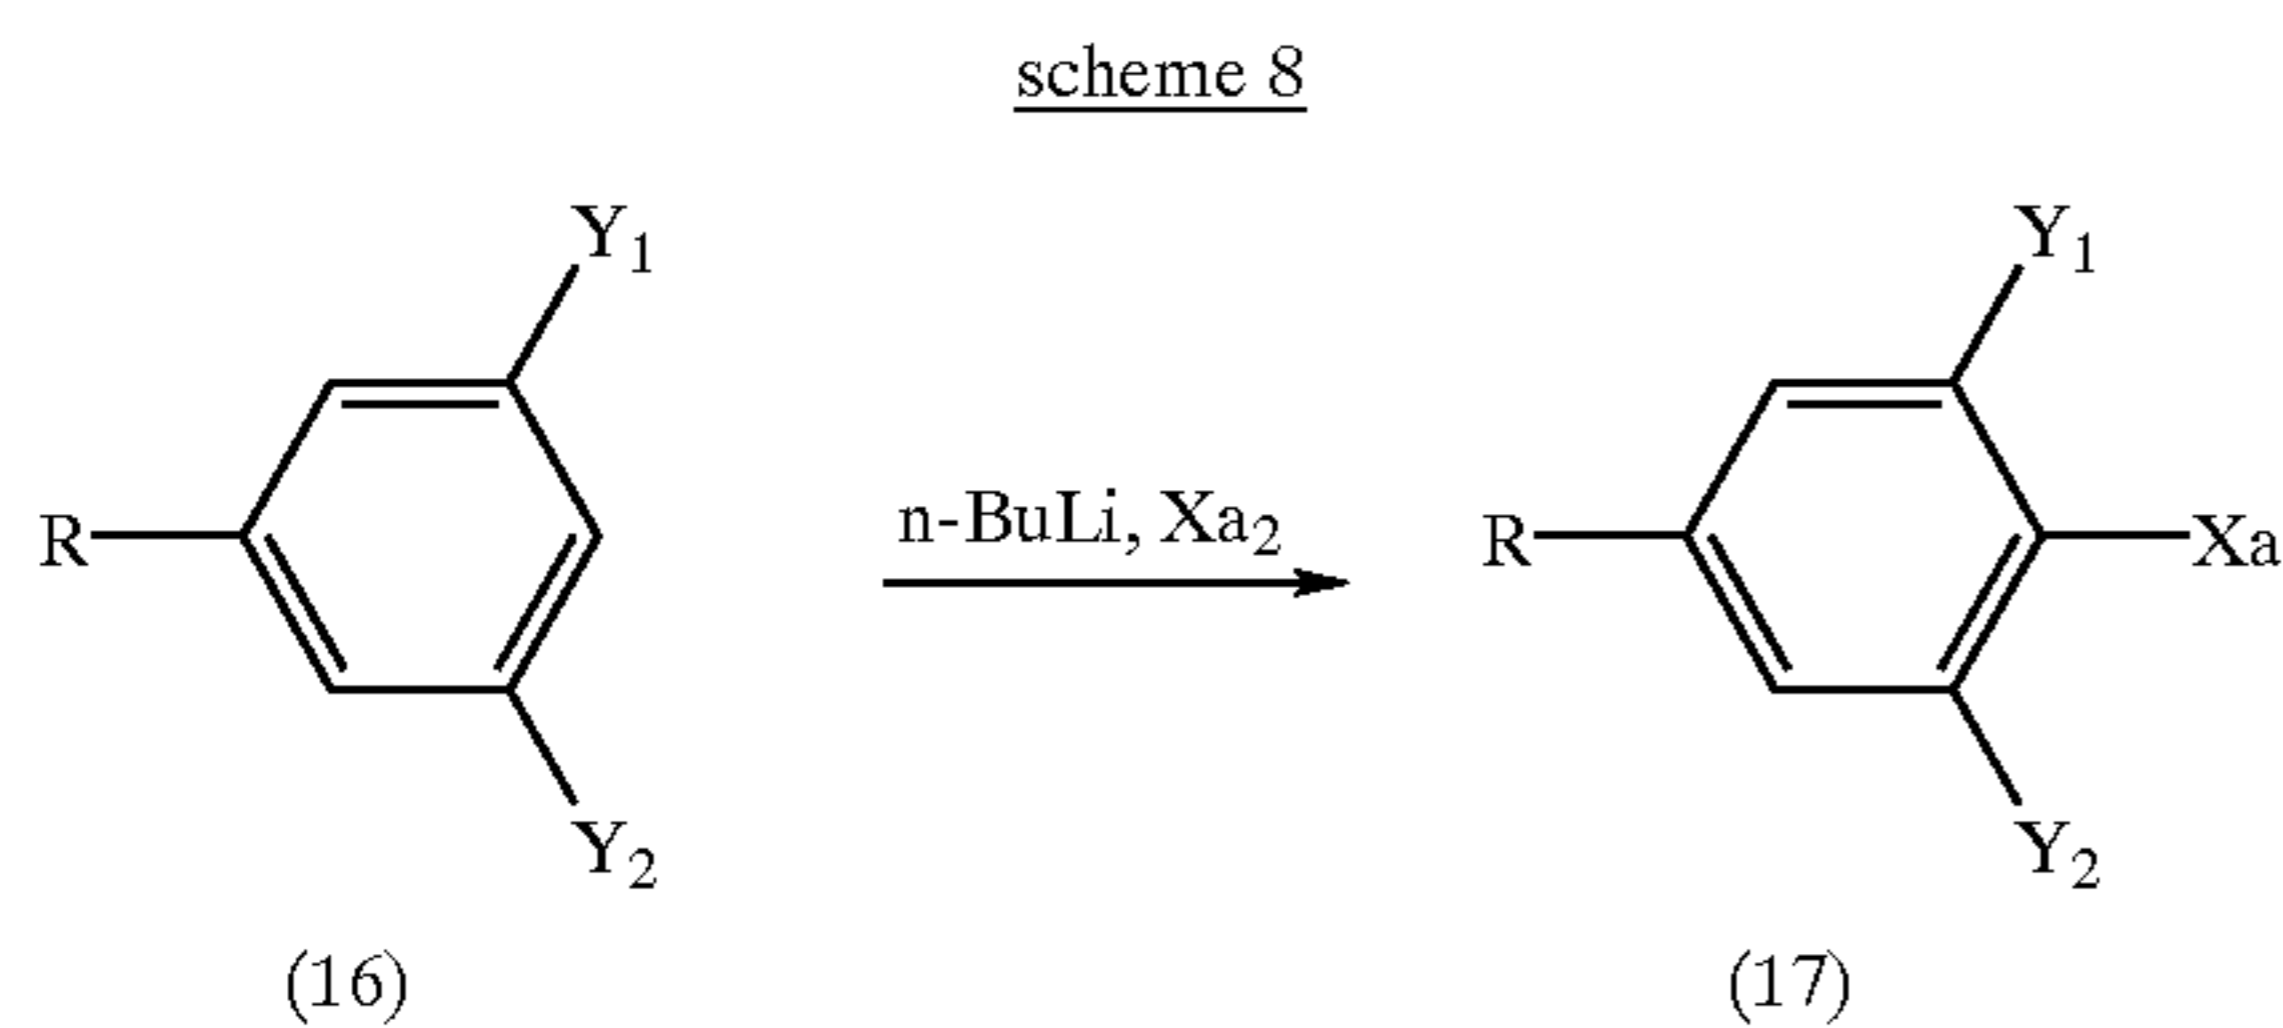 scheme 8
Y1 Y1
R n-BuLi, Xa2 R Xa
Y2 Y2
(16) (17)